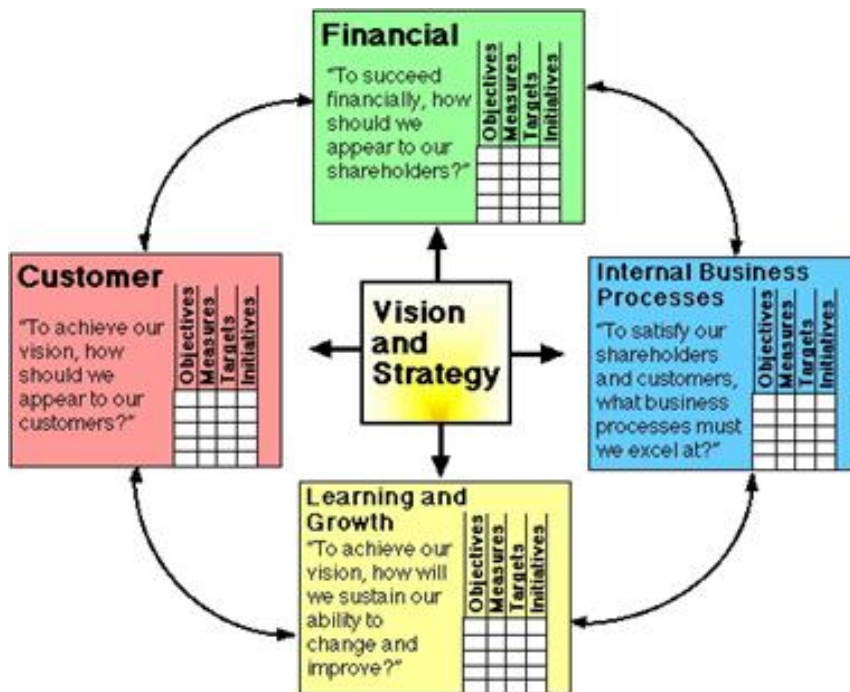 Financial
"To succeed
financially, how
should we
appear to our
shareholders?"
Objectives
Measures
Targets
Initiatives
Customer
"To achieve our
vision, how
should we
appear to our
customers?"
Objectives
Measures
Targets
Initiatives
Vision
and
Strategy
Internal Business
Processes
"To satisfy our
shareholders
and customers,
what business
processes must
we excel at?"
Objectives
Measures
Targets
Initiatives
Learning and
Growth
"To achieve our
vision, how will
we sustain our
ability to
change and
improve?"
Objectives
Measures
Targets
Initiatives